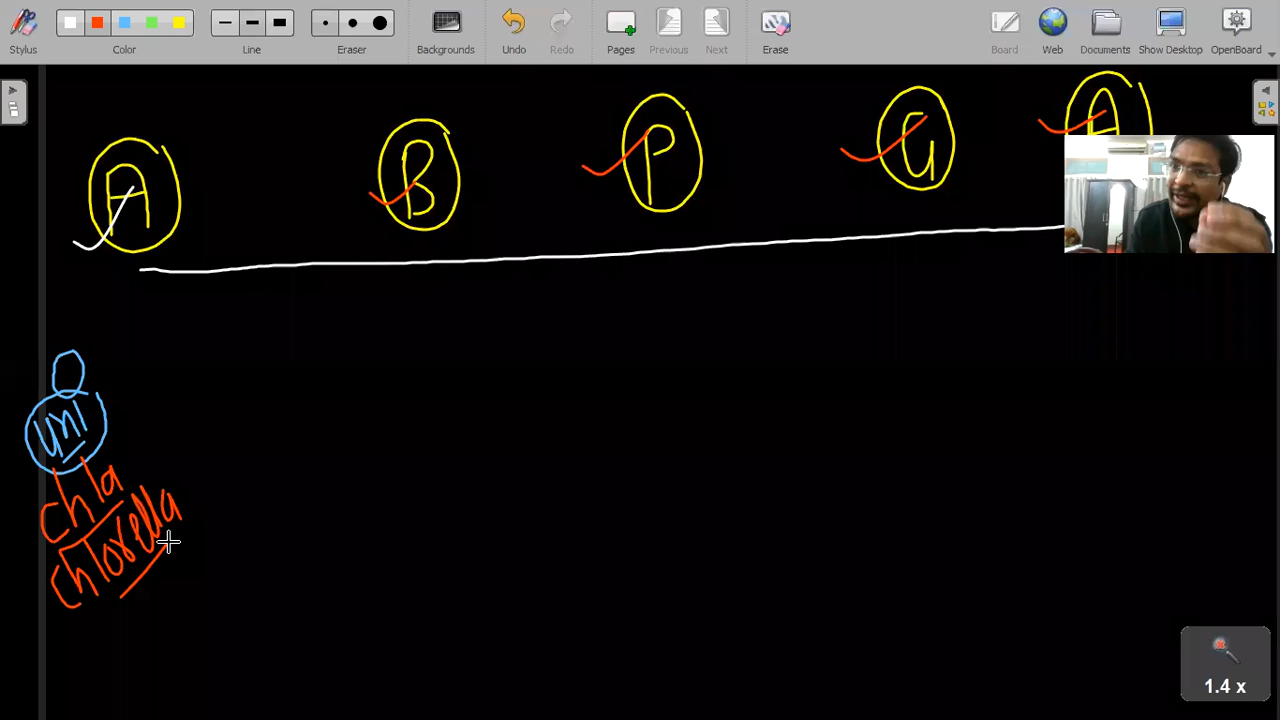 Stylus
Color
Line
Eraser
Backgrounds
Undo
Redo
Pages
Previous
Next
Erase
Board
Web
Documents
Show Desktop
OpenBoard
A
B
P
G
A
uni
chla
chlorella
1.4 x